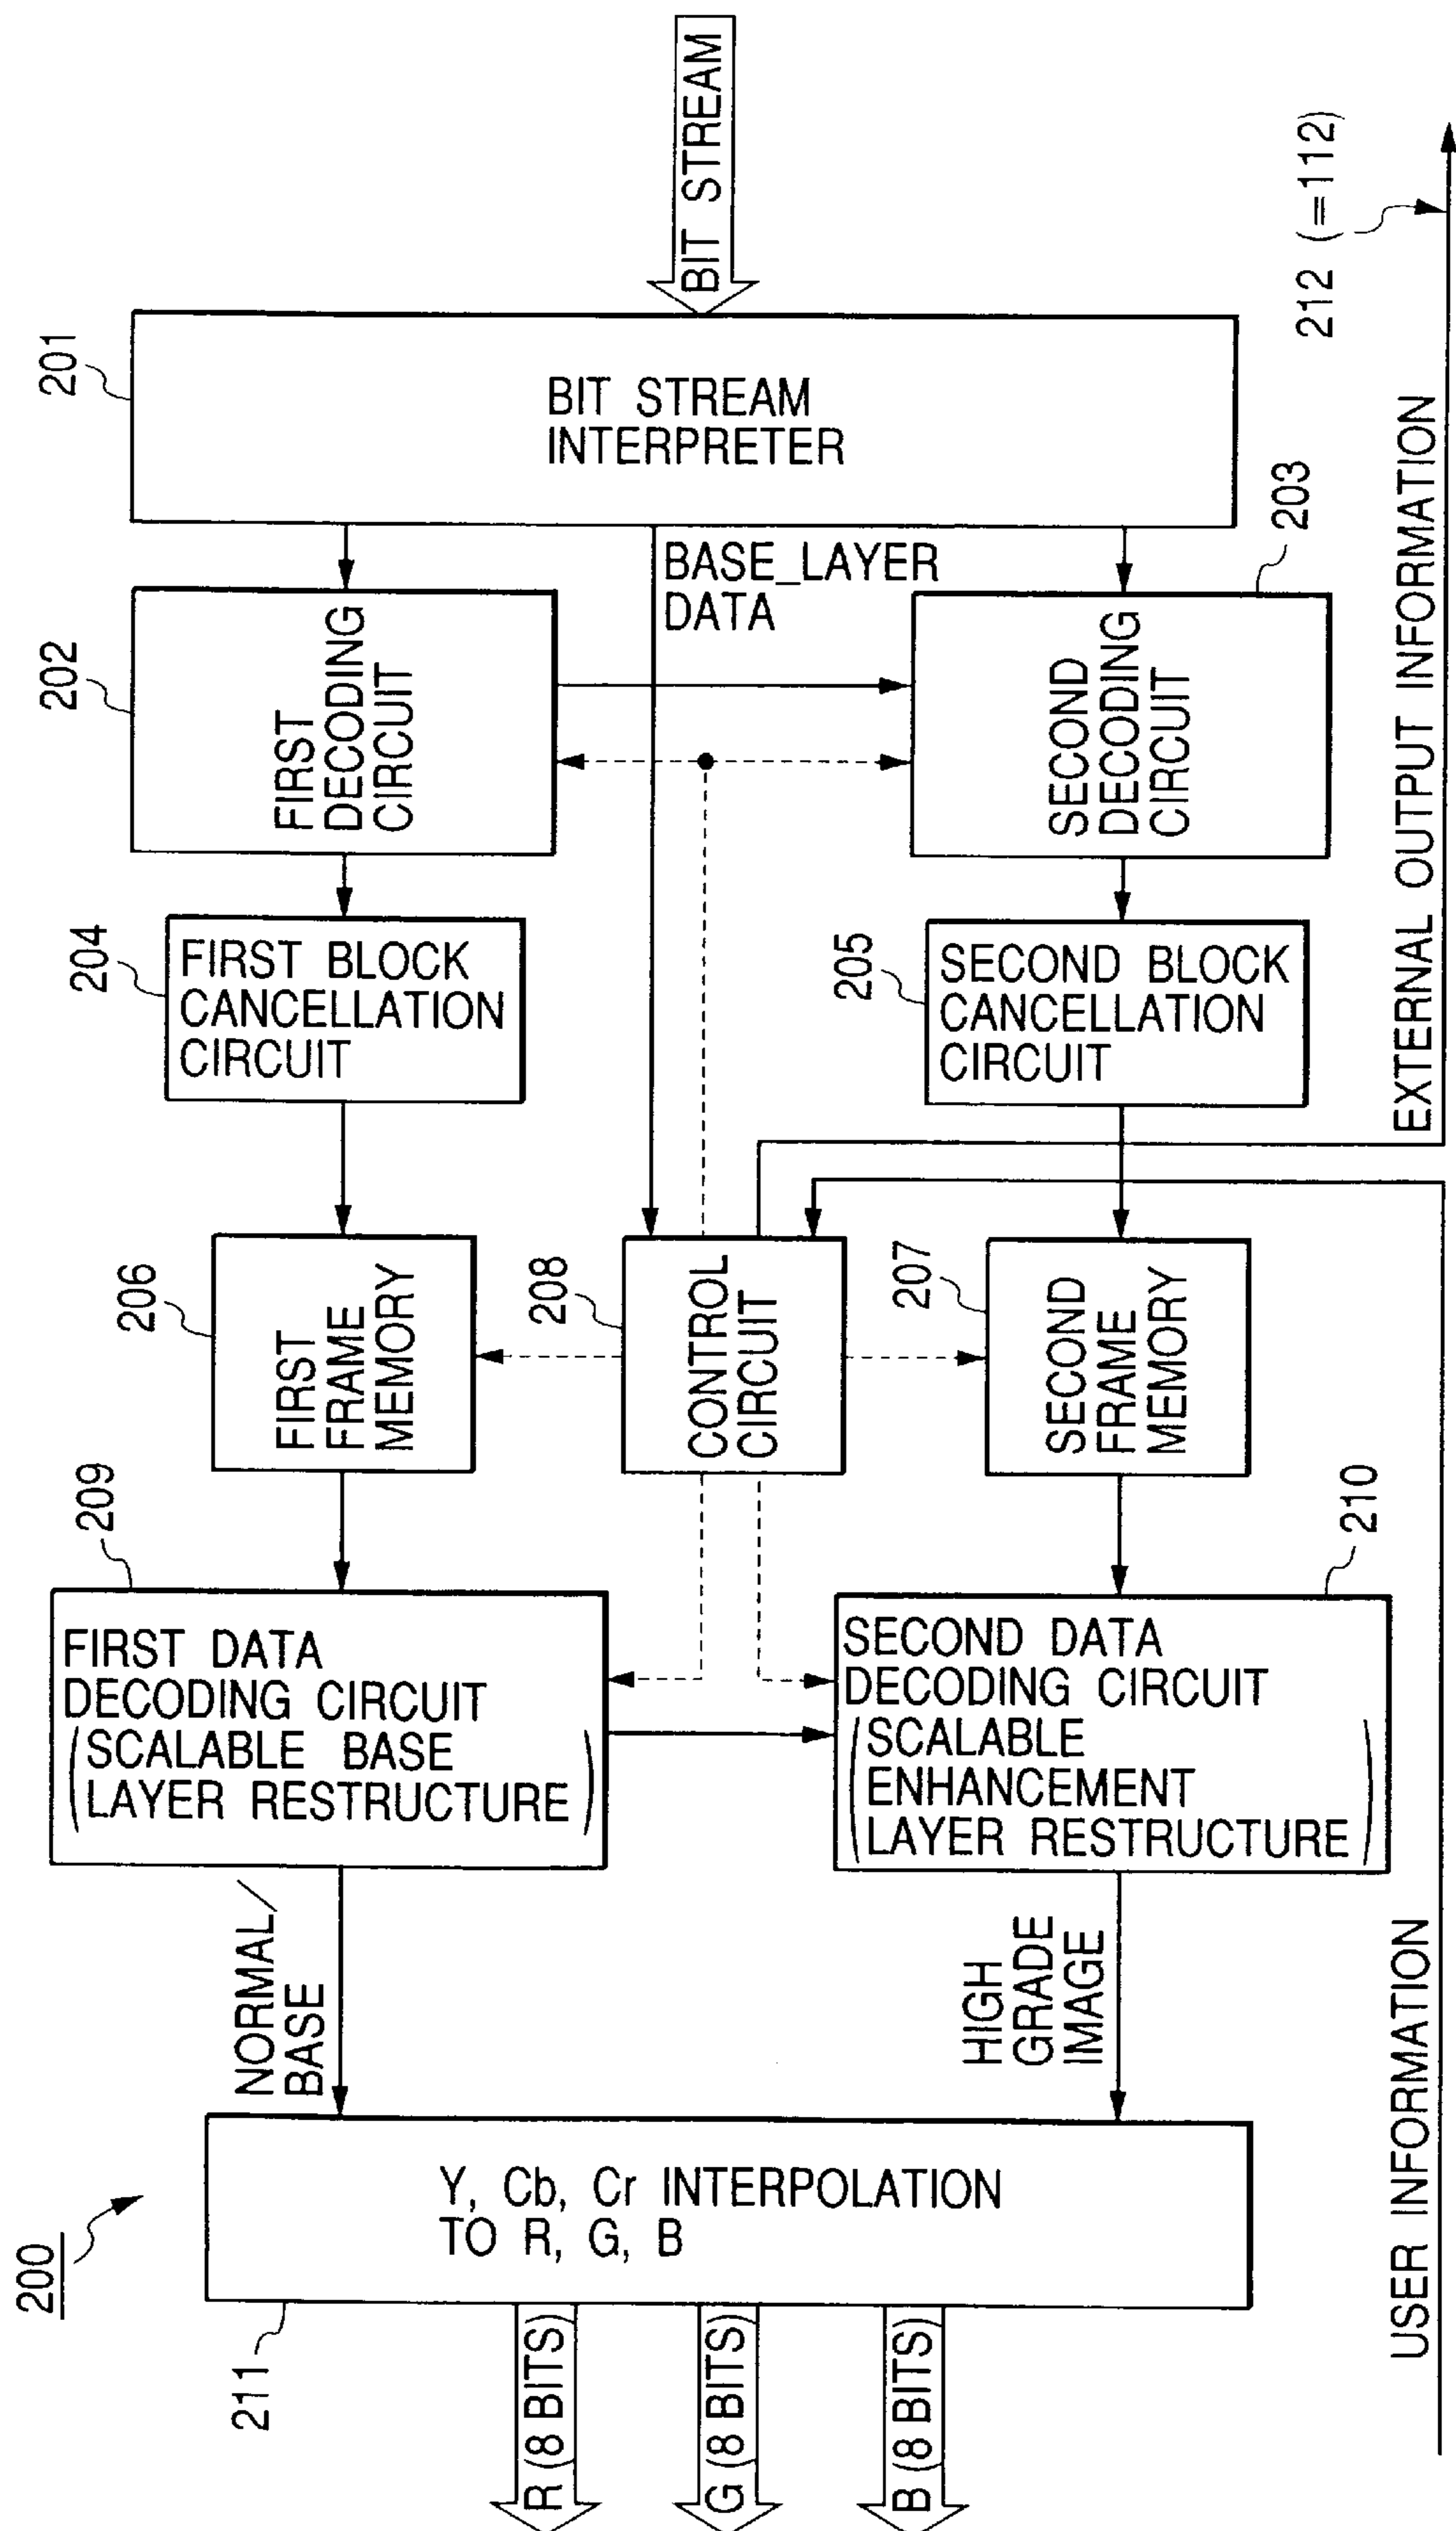 200
BIT STREAM
201
BIT STREAM
INTERPRETER
BASE_LAYER
DATA
202
FIRST
DECODING
CIRCUIT
203
SECOND
DECODING
CIRCUIT
204
FIRST BLOCK
CANCELLATION
CIRCUIT
205
SECOND BLOCK
CANCELLATION
CIRCUIT
206
FIRST
FRAME
MEMORY
208
CONTROL
CIRCUIT
207
SECOND
FRAME
MEMORY
209
FIRST DATA
DECODING CIRCUIT
(SCALABLE BASE
LAYER RESTRUCTURE)
210
SECOND DATA
DECODING CIRCUIT
(SCALABLE
ENHANCEMENT
LAYER RESTRUCTURE)
NORMAL/
BASE
HIGH
GRADE
IMAGE
211
Y, Cb, Cr INTERPOLATION
TO R, G, B
R (8 BITS)
G (8 BITS)
B (8 BITS)
USER INFORMATION
EXTERNAL OUTPUT INFORMATION
212 (=112)